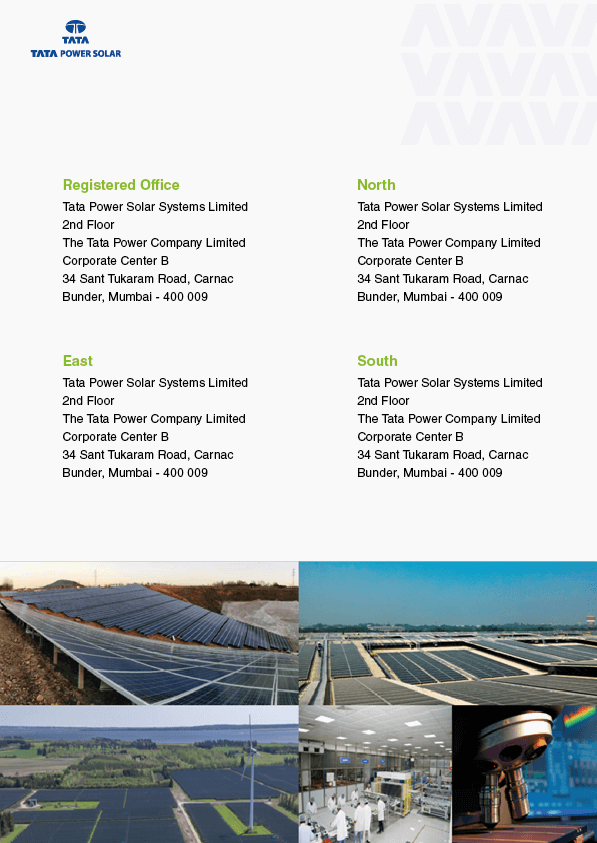 TATA
TATA POWER SOLAR
Registered Office
Tata Power Solar Systems Limited
2nd Floor
The Tata Power Company Limited
Corporate Center B
34 Sant Tukaram Road, Carnac
Bunder, Mumbai - 400 009
North
Tata Power Solar Systems Limited
2nd Floor
The Tata Power Company Limited
Corporate Center B
34 Sant Tukaram Road, Carnac
Bunder, Mumbai - 400 009
East
Tata Power Solar Systems Limited
2nd Floor
The Tata Power Company Limited
Corporate Center B
34 Sant Tukaram Road, Carnac
Bunder, Mumbai - 400 009
South
Tata Power Solar Systems Limited
2nd Floor
The Tata Power Company Limited
Corporate Center B
34 Sant Tukaram Road, Carnac
Bunder, Mumbai - 400 009